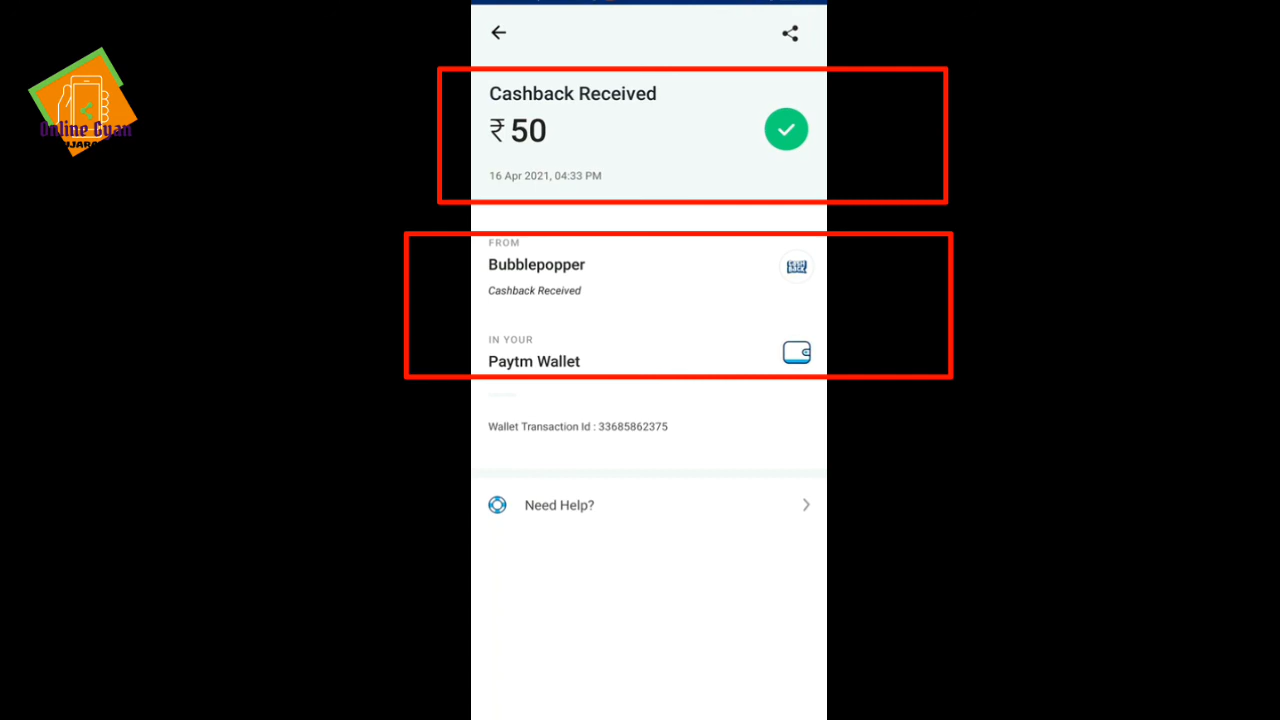 Cashback Received
₹50
16 Apr 2021, 04:33 PM
FROM
Bubblepopper
Cashback Received
IN YOUR
Paytm Wallet
Wallet Transaction Id : 33685862375
Need Help?
Online Gyan